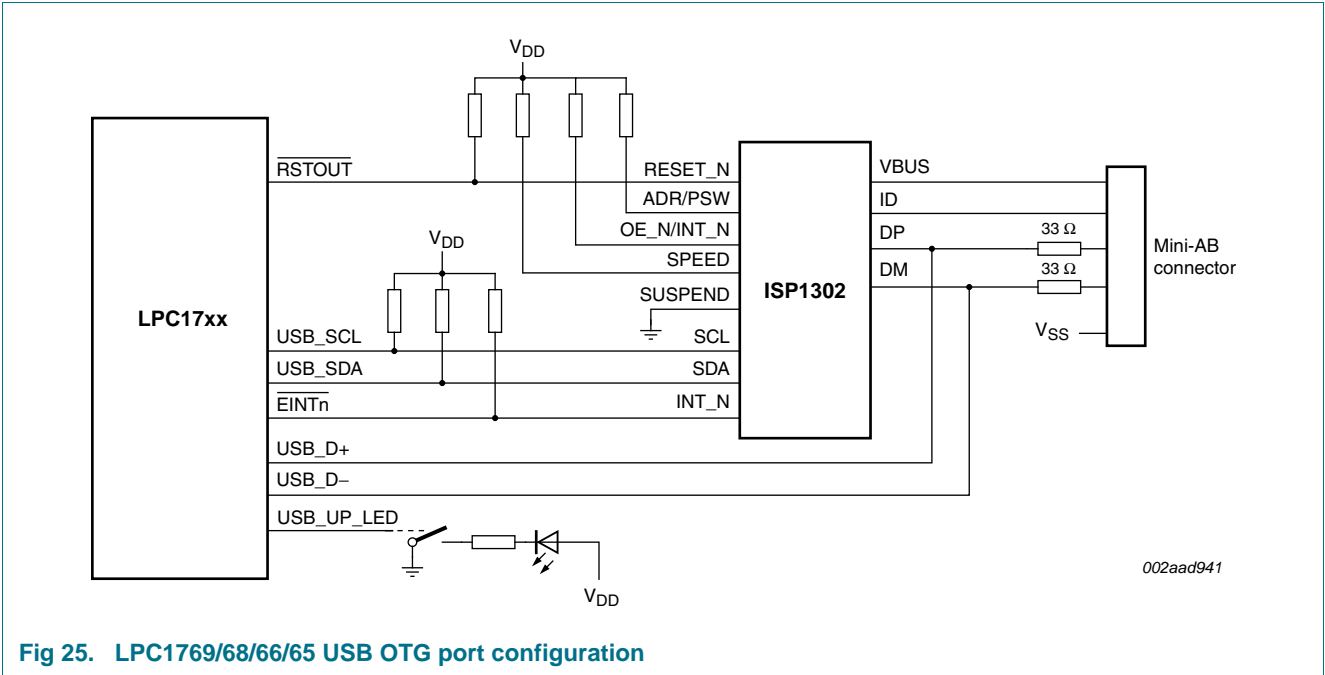 VDD
RSTOUT
RESET_N
VBUS
ADR/PSW
ID
OE_N/INT_N
DP
33 Ω
VDD
SPEED
DM
33 Ω
Mini-AB
connector
SUSPEND
ISP1302
LPC17xx
VSS
USB_SCL
SCL
USB_SDA
SDA
EINTn
INT_N
USB_D+
USB_D−
USB_UP_LED
VDD
002aad941
Fig 25. LPC1769/68/66/65 USB OTG port configuration